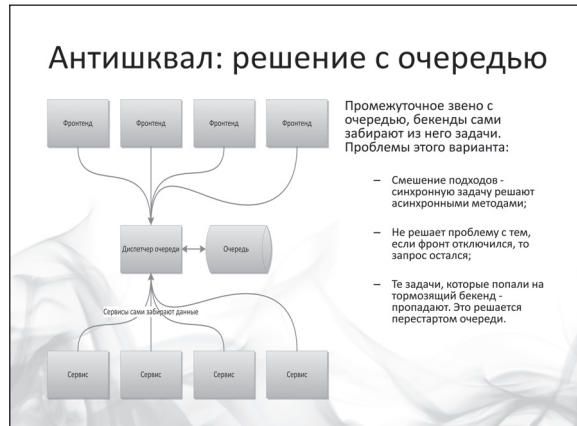 Антишквал: решение с очередью
Фронтенд
Фронтенд
Фронтенд
Фронтенд
Диспетчер очереди
Очередь
Сервисы сами забирают данные
Сервис
Сервис
Сервис
Сервис
Промежуточное звено с
очередью, бекенды сами
забирают из него задачи.
Проблемы этого варианта:
– Смешение подходов -
синхронную задачу решают
асинхронными методами;
– Не решает проблему с тем,
если фронт отключился, то
запрос остался;
– Те задачи, которые попали на
тормозящий бекенд -
пропадают. Это решается
перестартом очереди.